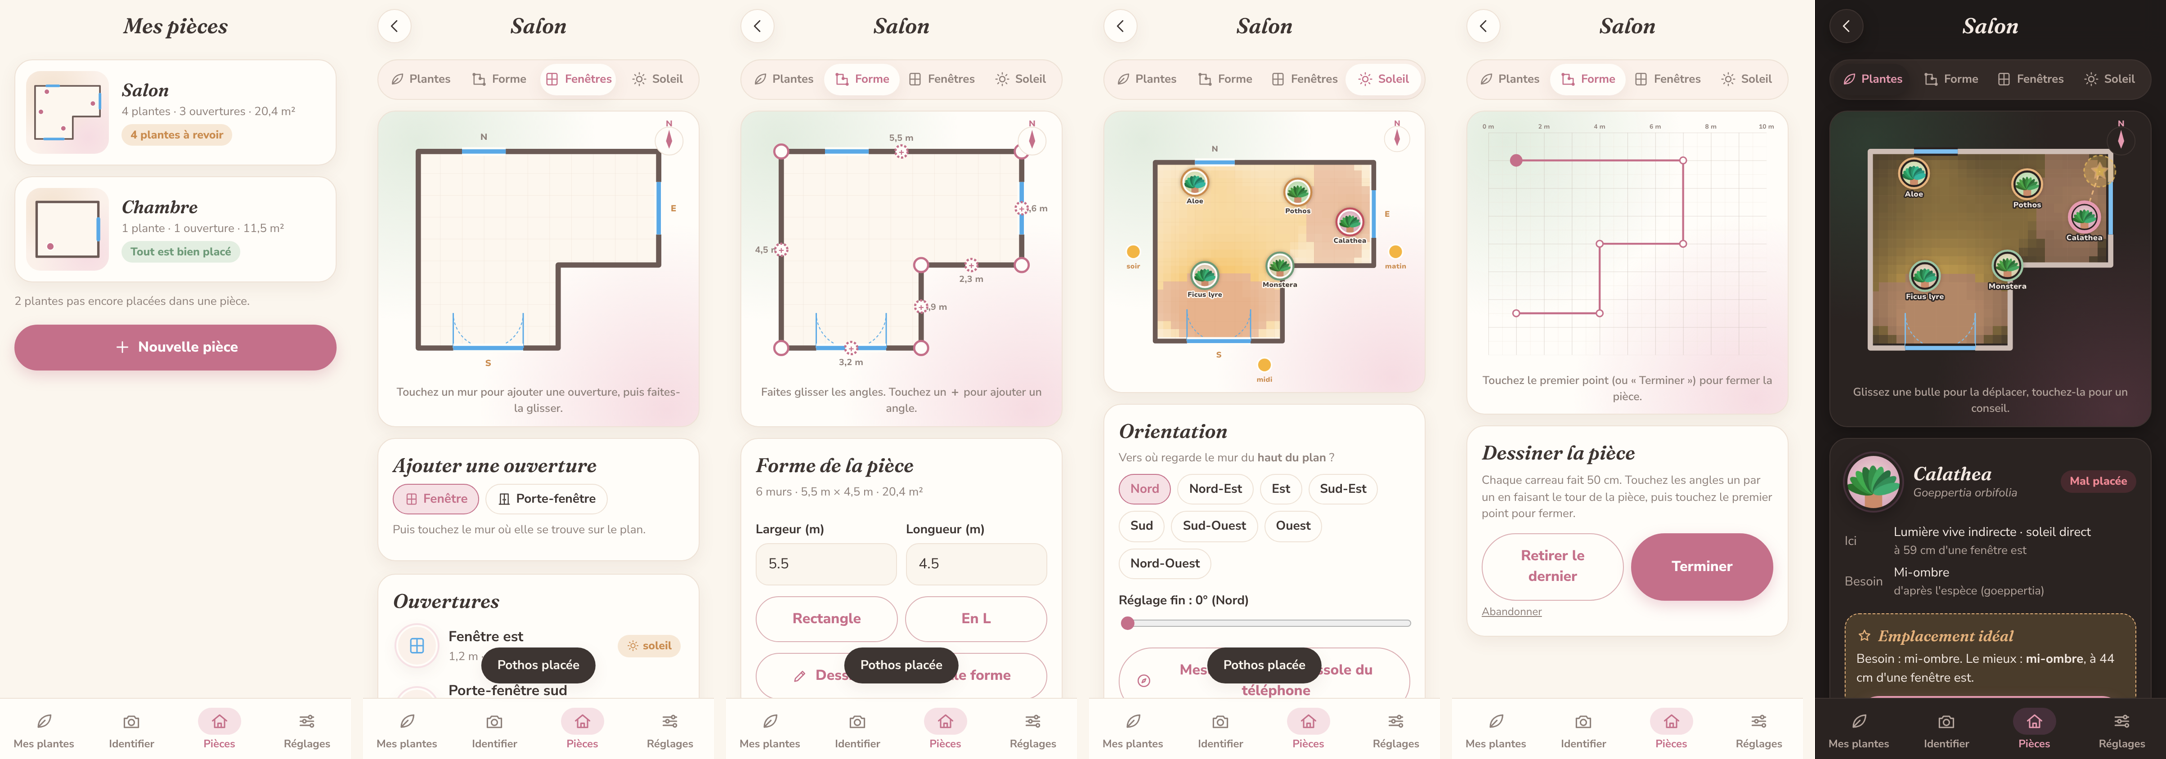 Mes pièces
Salon
4 plantes · 3 ouvertures · 20,4 m²
4 plantes à revoir
Chambre
1 plante · 1 ouverture · 11,5 m²
Tout est bien placé
2 plantes pas encore placées dans une pièce.
+ Nouvelle pièce
Mes plantes
Identifier
Pièces
Réglages
Salon
Plantes
Forme
Fenêtres
Soleil
N
N
E
S
Touchez un mur pour ajouter une ouverture, puis faites-
la glisser.
Ajouter une ouverture
Fenêtre
Porte-fenêtre
Puis touchez le mur où elle se trouve sur le plan.
Ouvertures
Fenêtre est
1,2 m
soleil
Pothos placée
Porte-fenêtre sud
Mes plantes
Identifier
Pièces
Réglages
Salon
Plantes
Forme
Fenêtres
Soleil
N
5,5 m
6 m
4,5
2,3 m
9 m
3,2 m
Faites glisser les angles. Touchez un + pour ajouter un
angle.
Forme de la pièce
6 murs · 5,5 m × 4,5 m · 20,4 m²
Largeur (m)
Longueur (m)
5.5
4.5
Rectangle
En L
Pothos placée
forme
Mes plantes
Identifier
Pièces
Réglages
Salon
Plantes
Forme
Fenêtres
Soleil
N
N
Aloe
Pothos
E
Calathea
soir
matin
Ficus lyre
Monstera
S
midi
Orientation
Vers où regarde le mur du haut du plan ?
Nord
Nord-Est
Est
Sud-Est
Sud
Sud-Ouest
Ouest
Nord-Ouest
Réglage fin : 0° (Nord)
Pothos placée
du
téléphone
Mes plantes
Identifier
Pièces
Réglages
Salon
Plantes
Forme
Fenêtres
Soleil
0 m
2 m
4 m
6 m
8 m
10 m
Touchez le premier point (ou « Terminer ») pour fermer la
pièce.
Dessiner la pièce
Chaque carreau fait 50 cm. Touchez les angles un par
un en faisant le tour de la pièce, puis touchez le premier
point pour fermer.
Retirer le
dernier
Terminer
Abandonner
Mes plantes
Identifier
Pièces
Réglages
Salon
Plantes
Forme
Fenêtres
Soleil
N
Aloe
Pothos
Calathea
Ficus lyre
Monstera
Glissez une bulle pour la déplacer, touchez-la pour un
conseil.
Calathea
Goeppertia orbifolia
Mal placée
Ici
Lumière vive indirecte · soleil direct
à 59 cm d'une fenêtre est
Besoin
Mi-ombre
d'après l'espèce (goeppertia)
Emplacement idéal
Besoin : mi-ombre. Le mieux : mi-ombre, à 44
cm d'une fenêtre est.
Mes plantes
Identifier
Pièces
Réglages